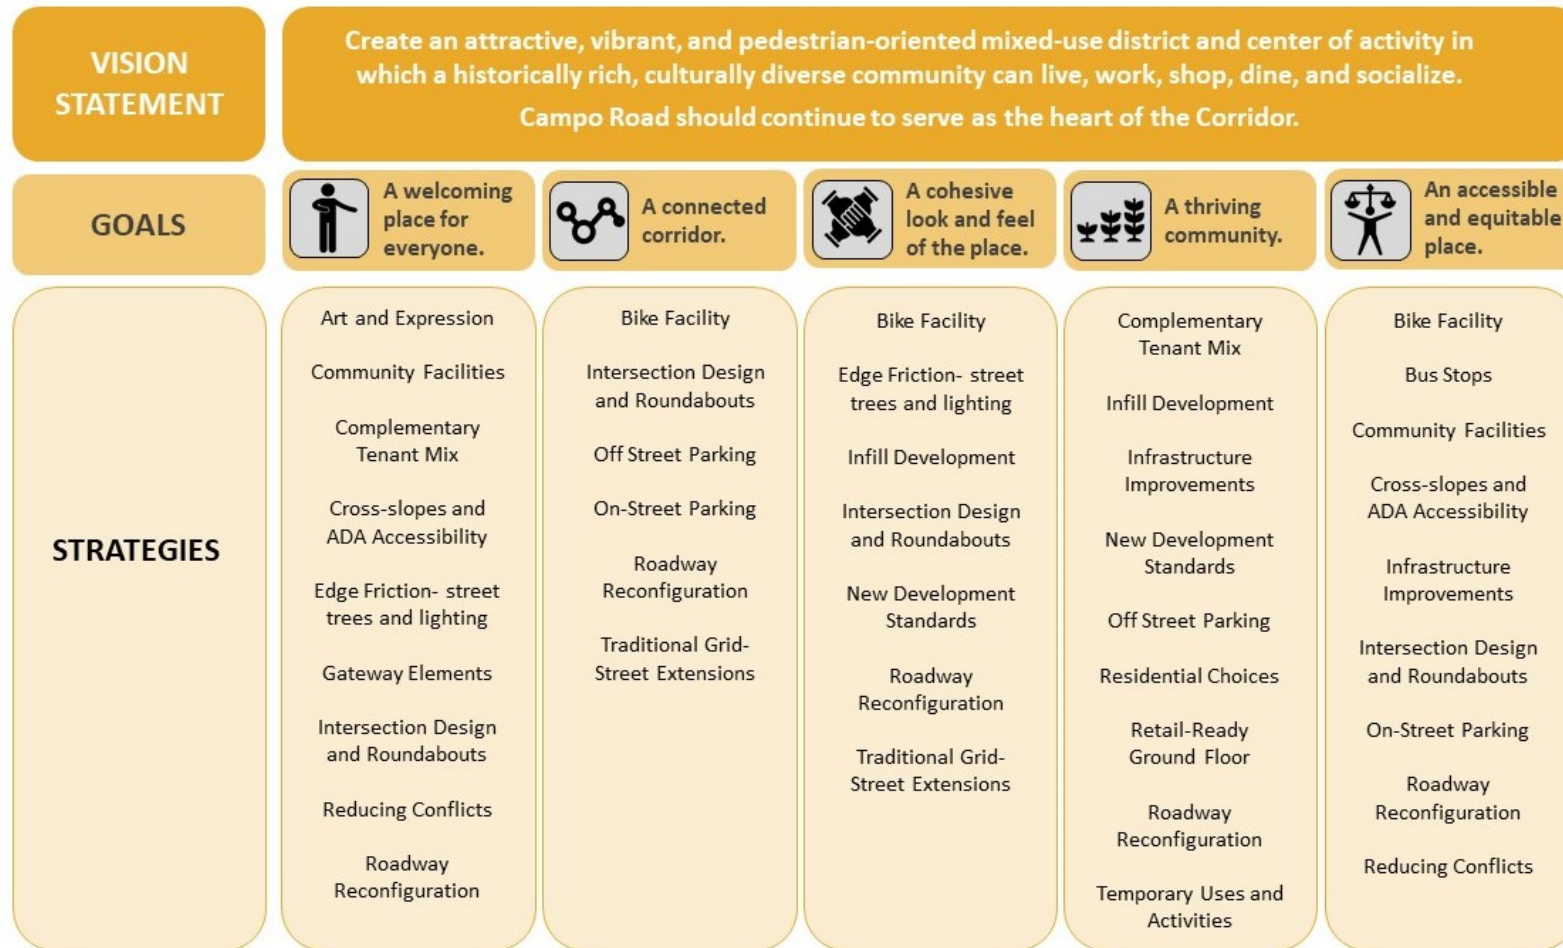 VISION
STATEMENT
Create an attractive, vibrant, and pedestrian-oriented mixed-use district and center of activity in
which a historically rich, culturally diverse community can live, work, shop, dine, and socialize.
Campo Road should continue to serve as the heart of the Corridor.
GOALS
A welcoming
place for
everyone.
A connected
corridor.
A cohesive
look and feel
of the place.
A thriving
community.
An accessible
and equitable
place.
STRATEGIES
Art and Expression
Community Facilities
Complementary
Tenant Mix
Cross-slopes and
ADA Accessibility
Edge Friction- street
trees and lighting
Gateway Elements
Intersection Design
and Roundabouts
Reducing Conflicts
Roadway
Reconfiguration
Bike Facility
Intersection Design
and Roundabouts
Off Street Parking
On-Street Parking
Roadway
Reconfiguration
Traditional Grid-
Street Extensions
Bike Facility
Edge Friction- street
trees and lighting
Infill Development
Intersection Design
and Roundabouts
New Development
Standards
Roadway
Reconfiguration
Traditional Grid-
Street Extensions
Complementary
Tenant Mix
Infill Development
Infrastructure
Improvements
New Development
Standards
Off Street Parking
Residential Choices
Retail-Ready
Ground Floor
Roadway
Reconfiguration
Temporary Uses and
Activities
Bike Facility
Bus Stops
Community Facilities
Cross-slopes and
ADA Accessibility
Infrastructure
Improvements
Intersection Design
and Roundabouts
On-Street Parking
Roadway
Reconfiguration
Reducing Conflicts